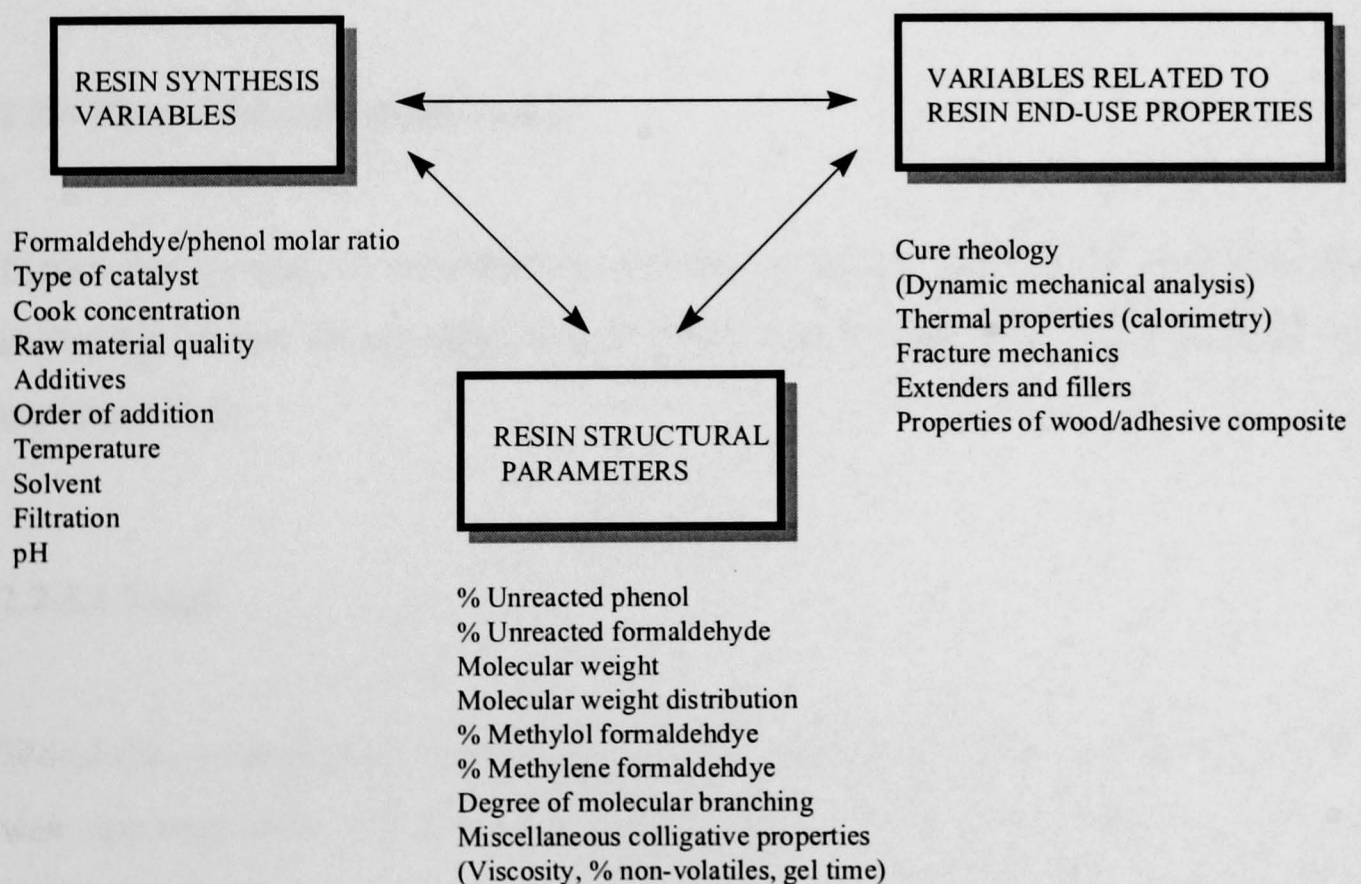 RESIN SYNTHESIS
VARIABLES
VARIABLES RELATED TO
RESIN END-USE PROPERTIES
Formaldehdye/phenol molar ratio
Type of catalyst
Cook concentration
Raw material quality
Additives
Order of addition
Temperature
Solvent
Filtration
pH
Cure rheology
(Dynamic mechanical analysis)
Thermal properties (calorimetry)
Fracture mechanics
Extenders and fillers
Properties of wood/adhesive composite
RESIN STRUCTURAL
PARAMETERS
% Unreacted phenol
% Unreacted formaldehyde
Molecular weight
Molecular weight distribution
% Methylol formaldehdye
% Methylene formaldehdye
Degree of molecular branching
Miscellaneous colligative properties
(Viscosity, % non-volatiles, gel time)